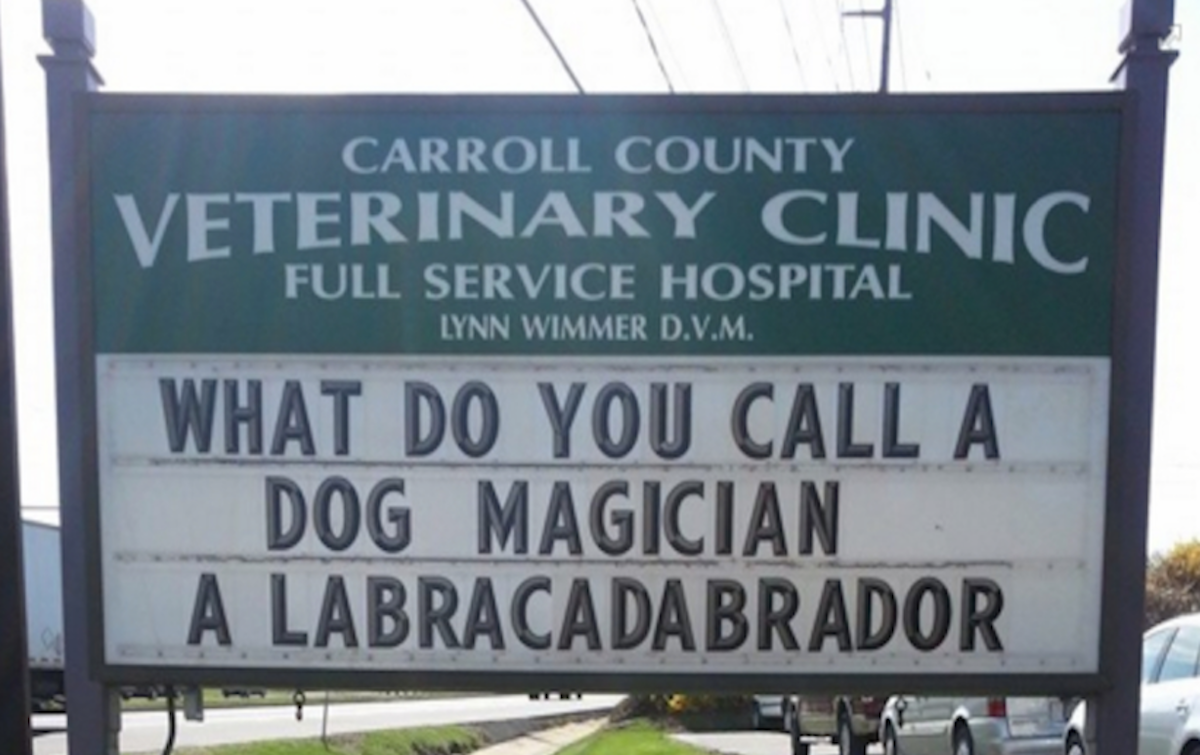 CARROLL COUNTY
VETERINARY CLINIC
FULL SERVICE HOSPITAL
LYNN WIMMER D.V.M.
WHAT DO YOU CALL A
DOG MAGICIAN
A LABRACADABRADOR